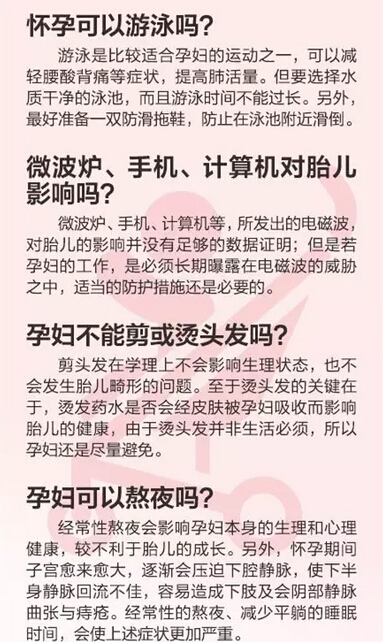 怀孕可以游泳吗？
游泳是比较适合孕妇的运动之一，可以减
轻腰酸背痛等症状，提高肺活量。但要选择水
质干净的泳池，而且游泳时间不能过长。另外，
最好准备一双防滑拖鞋，防止在泳池附近滑倒。
微波炉、手机、计算机对胎儿
影响吗？
微波炉、手机、计算机等，所发出的电磁波，
对胎儿的影响并没有足够的数据证明；但是若
孕妇的工作，是必须长期曝露在电磁波的威胁
之中，适当的防护措施还是必要的。
孕妇不能剪或烫头发吗？
剪头发在学理上不会影响生理状态，也不
会发生胎儿畸形的问题。至于烫头发的关键在
于，烫发药水是否会经皮肤被孕妇吸收而影响
胎儿的健康，由于烫头发并非生活必须，所以
孕妇还是尽量避免。
孕妇可以熬夜吗？
经常性熬夜会影响孕妇本身的生理和心理
健康，较不利于胎儿的成长。另外，怀孕期间
子宫愈来愈大，逐渐会压迫下腔静脉，使下半
身静脉回流不佳，容易造成下肢及会阴部静脉
曲张与痔疮。经常性的熬夜、减少平躺的睡眠
时间，会使上述症状更加严重。